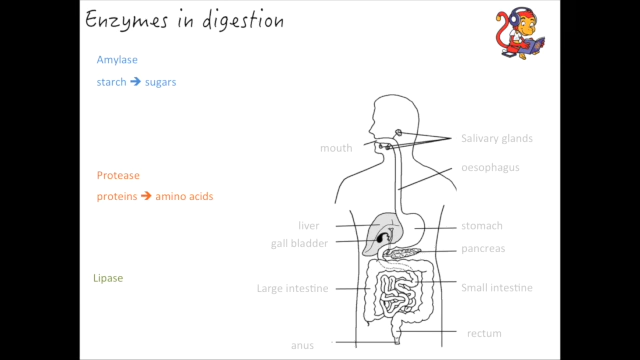 Enzymes in digestion
Amylase
starch ➔ sugars
Protease
proteins ➔ amino acids
Lipase
mouth
Salivary glands
oesophagus
liver
stomach
gall bladder
pancreas
Large intestine
Small intestine
rectum
anus